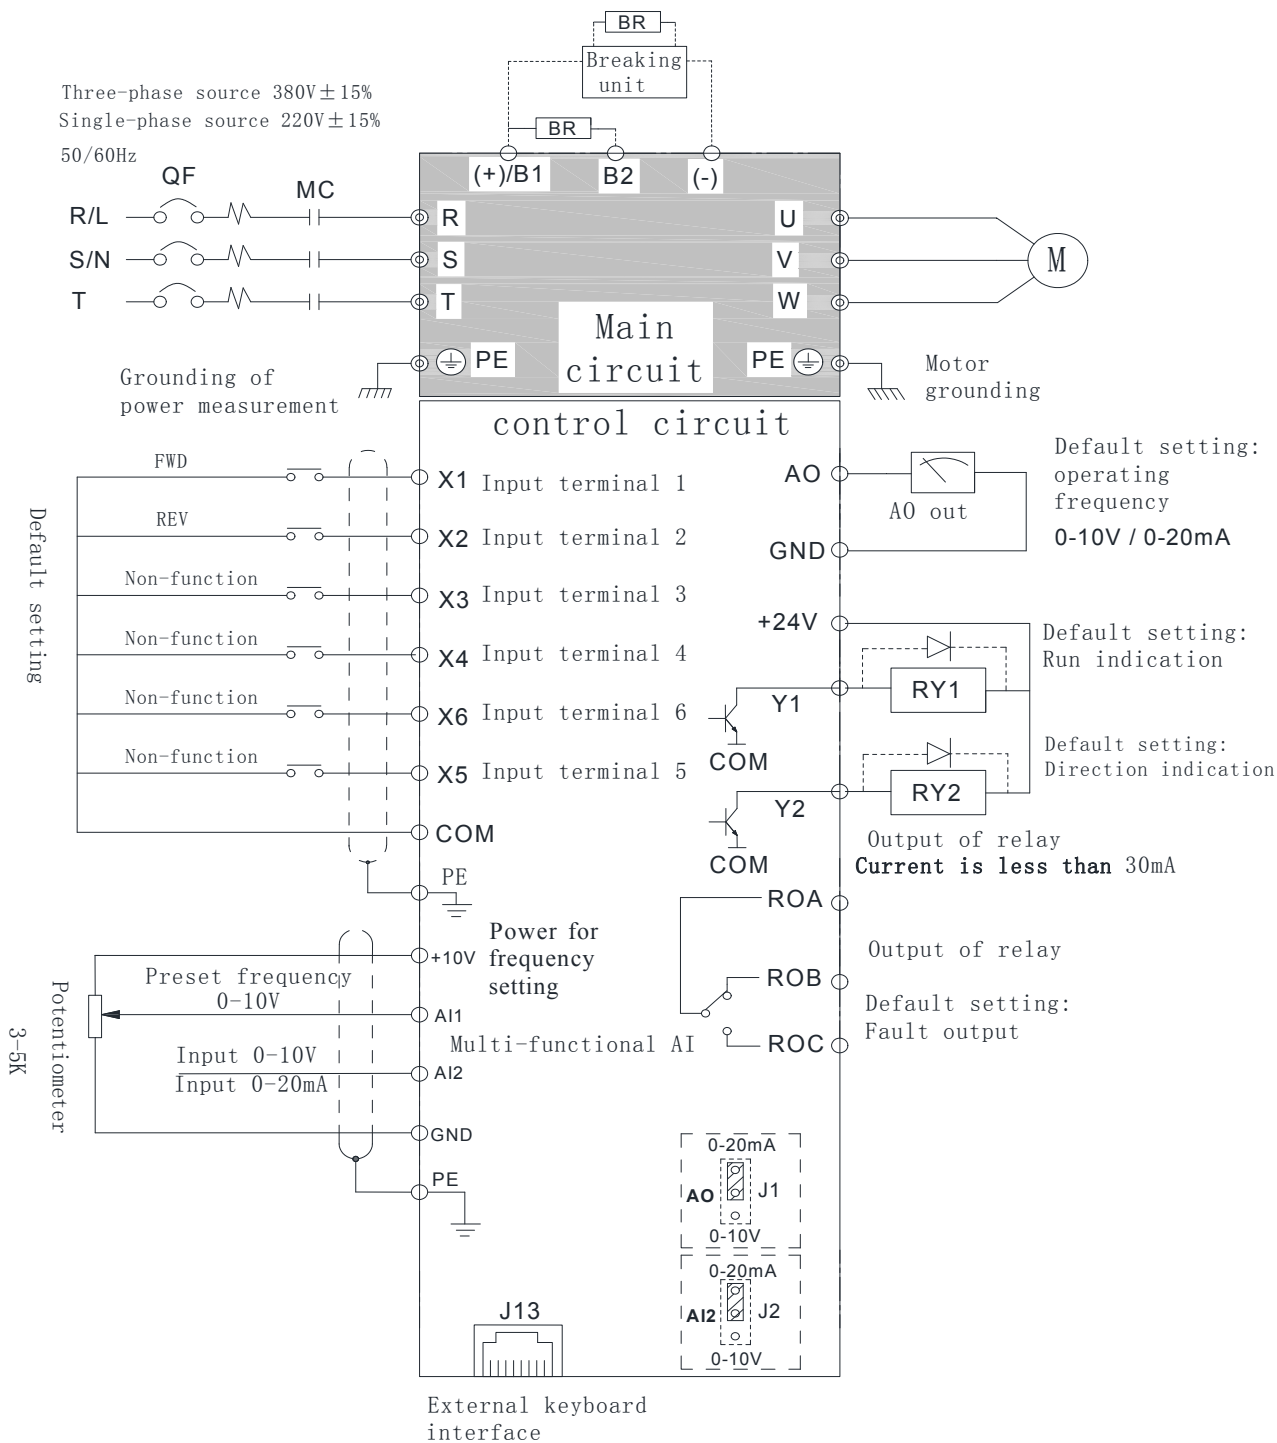 BR
Breaking
unit
Three-phase source 380V±15%
Single-phase source 220V±15%
50/60Hz
BR
QF
MC
(+)/B1
B2
(-)
R/L
R
U
S/N
S
V
M
T
T
W
Main
circuit
PE
PE
Grounding of
power measurement
Motor
grounding
control circuit
Default setting
FWD
X1 Input terminal 1
REV
X2 Input terminal 2
Non-function
X3 Input terminal 3
Non-function
X4 Input terminal 4
Non-function
X6 Input terminal 6
Non-function
X5 Input terminal 5
COM
PE
AO
AO out
GND
Default setting:
operating
frequency
0-10V / 0-20mA
+24V
Default setting:
Run indication
Y1
RY1
COM
Default setting:
Direction indication
Y2
RY2
COM
Output of relay
Current is less than 30mA
ROA
Output of relay
ROB
Default setting:
Fault output
ROC
Power for
frequency
setting
+10V
Preset frequency
0-10V
AI1
Multi-functional AI
Potentiometer
3-5K
Input 0-10V
Input 0-20mA
AI2
GND
PE
0-20mA
AO
J1
0-10V
0-20mA
AI2
J2
0-10V
J13
External keyboard
interface